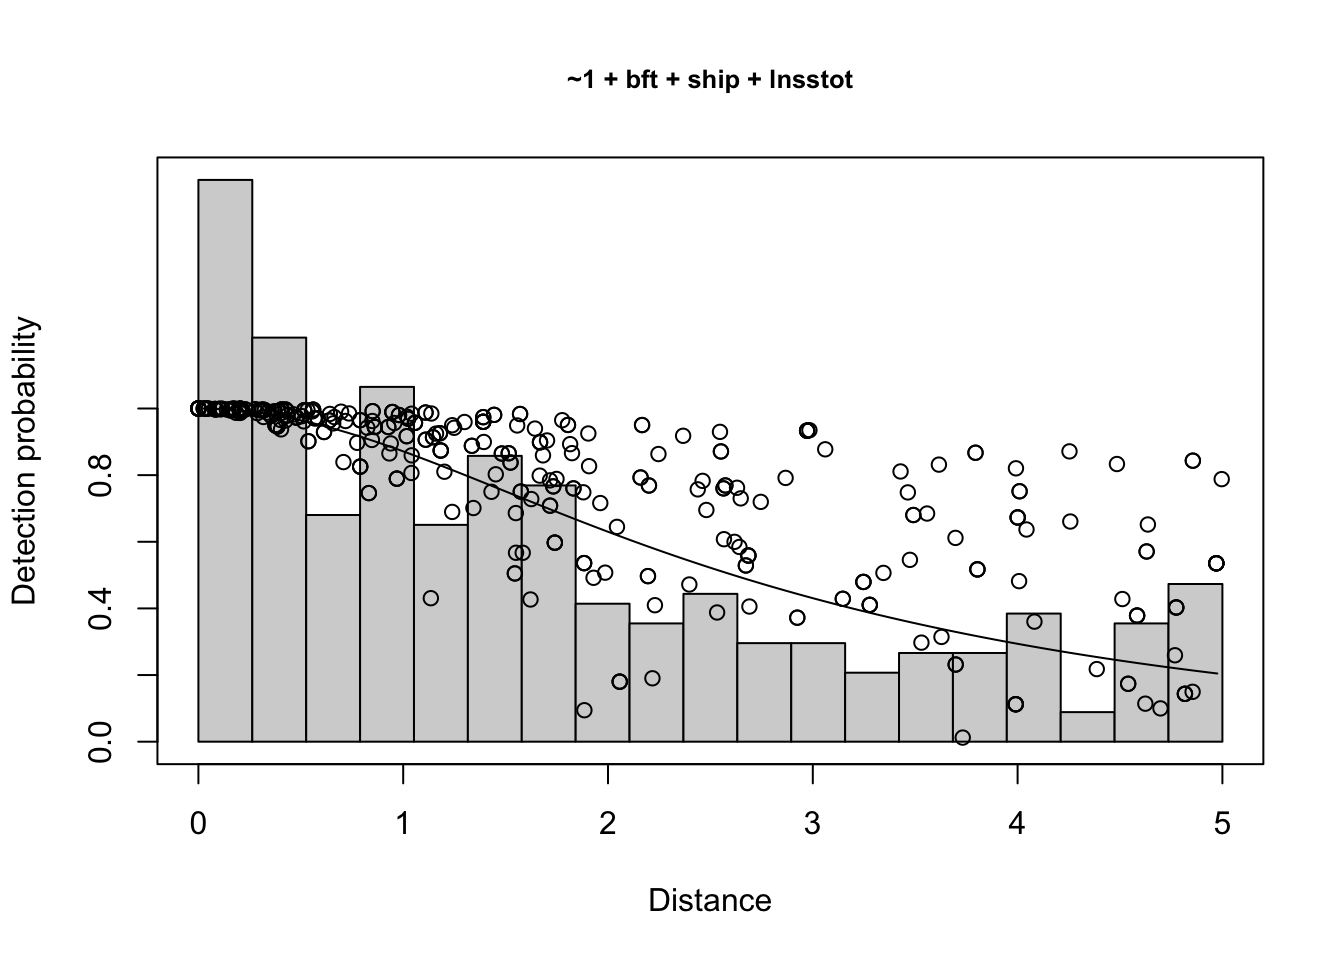 ~1 + bft + ship + lnsstot
Detection probability
0.8
0.4
0.0
0 1 2 3 4 5
Distance